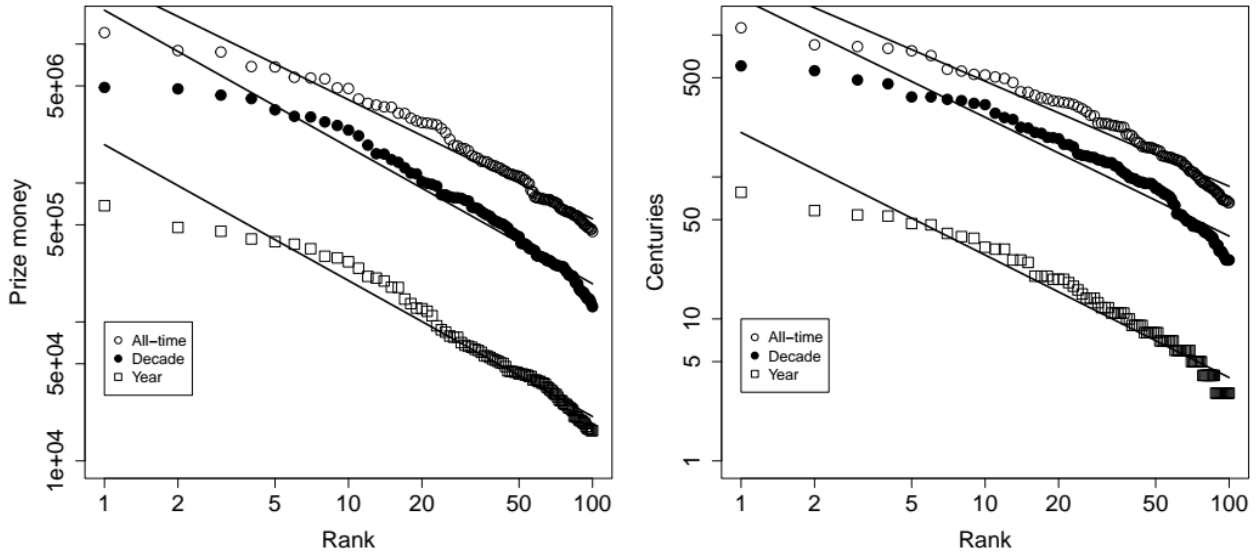 Prize money
5e+06
5e+05
5e+04
1e+04
All−time
Decade
Year
1 2 5 10 20 50 100
Rank
Centuries
500
50
10
5
1
All−time
Decade
Year
1 2 5 10 20 50 100
Rank